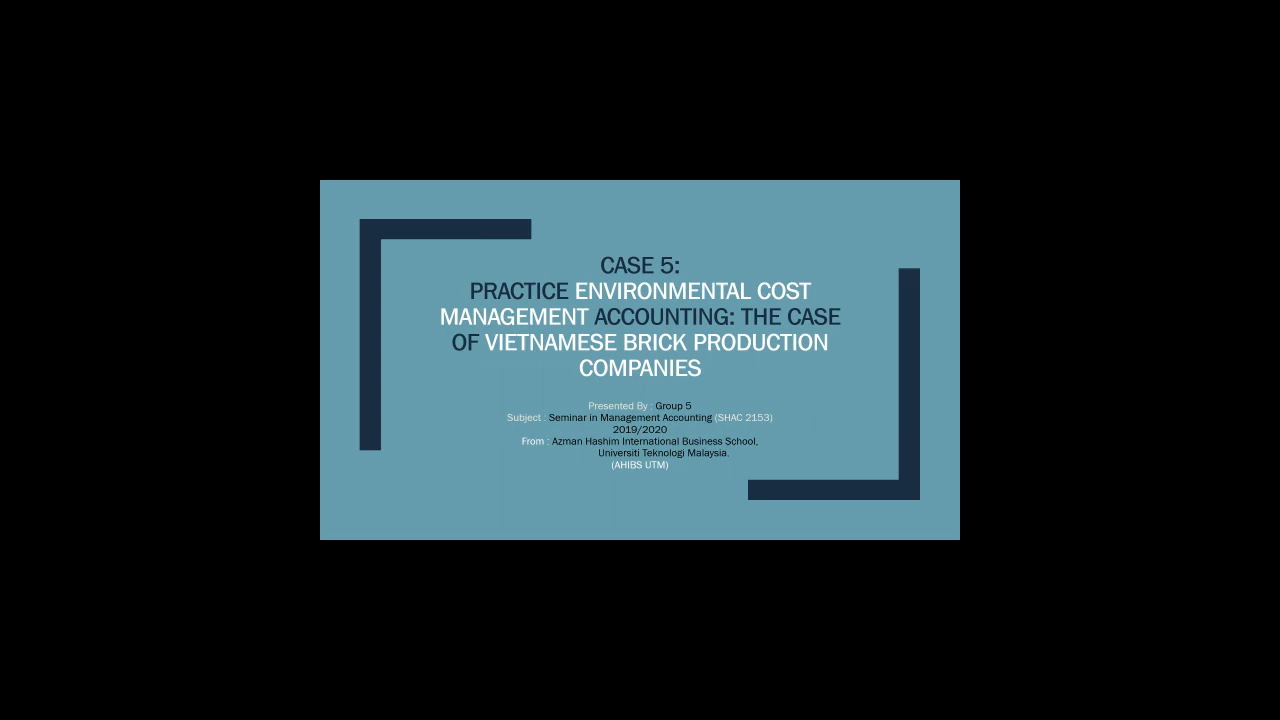 CASE 5:
PRACTICE ENVIRONMENTAL COST
MANAGEMENT ACCOUNTING: THE CASE
OF VIETNAMESE BRICK PRODUCTION
COMPANIES
Presented By : Group 5
Subject : Seminar in Management Accounting (SHAC 2153)
2019/2020
From : Azman Hashim International Business School,
Universiti Teknologi Malaysia.
(AHIBS UTM)